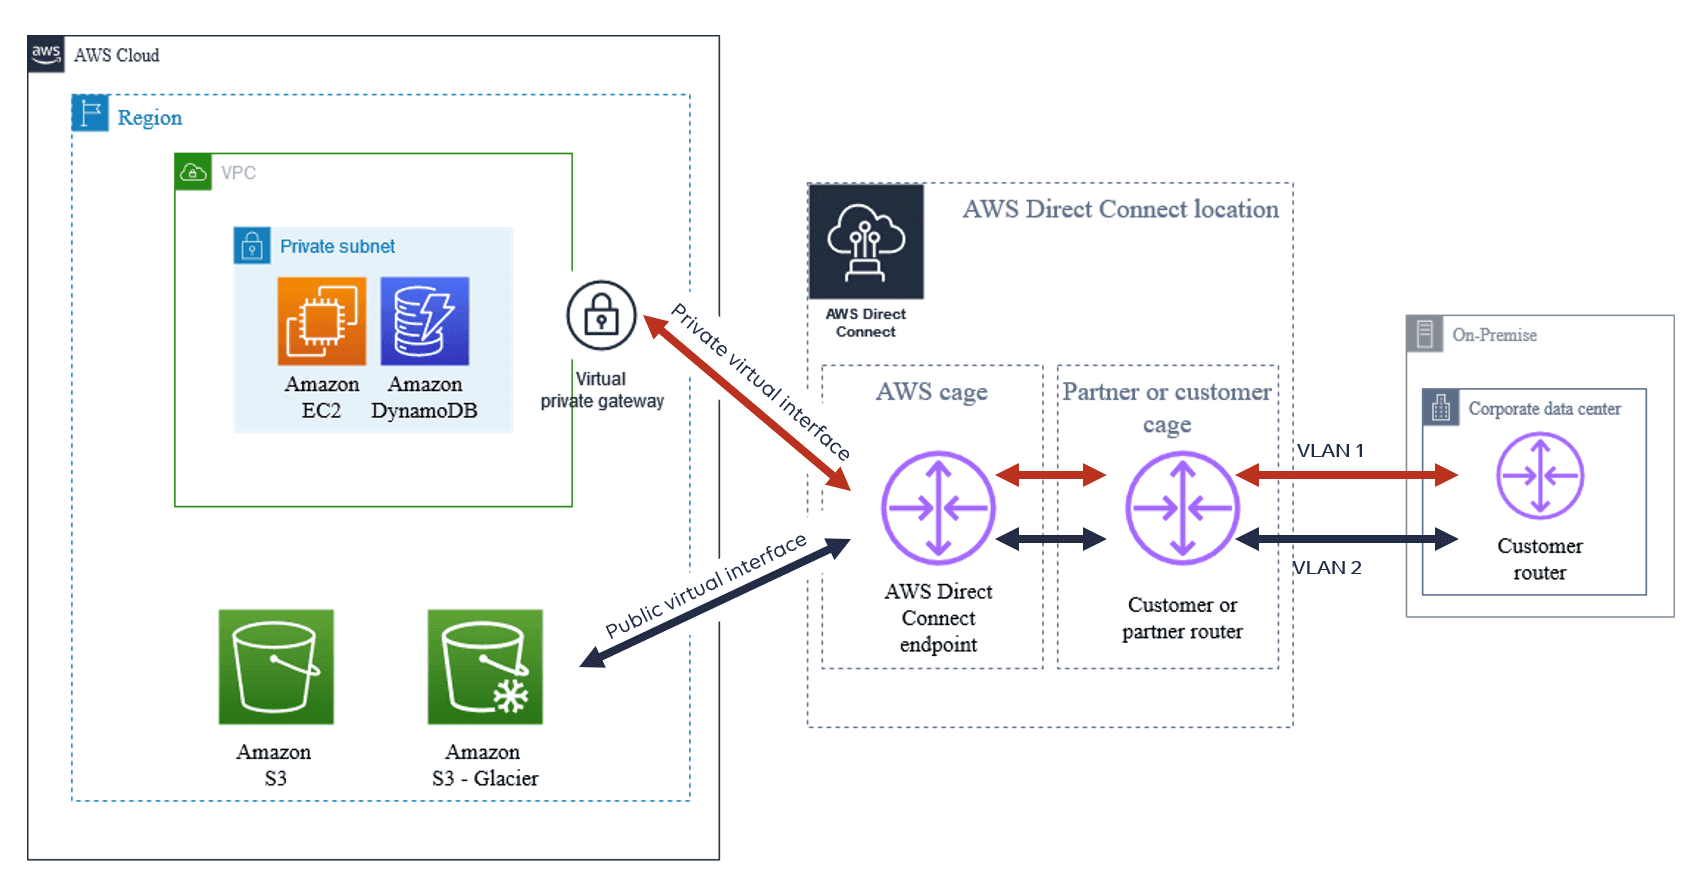 aws
AWS Cloud
Region
VPC
Private subnet
Amazon
EC2
Amazon
DynamoDB
Virtual
private gateway
Private virtual interface
Public virtual interface
Amazon
S3
Amazon
S3 - Glacier
AWS Direct Connect location
AWS Direct
Connect
AWS cage
AWS Direct
Connect
endpoint
Partner or customer
cage
Customer or
partner router
VLAN 1
VLAN 2
On-Premise
Corporate data center
Customer
router